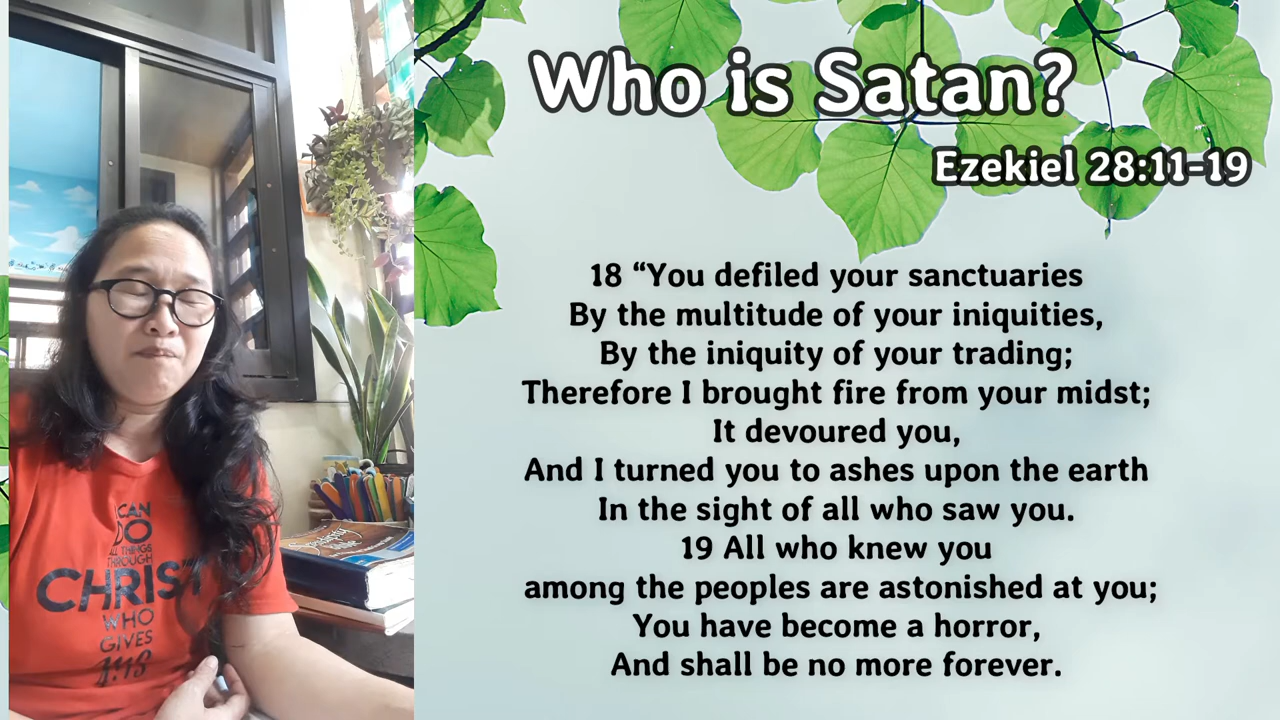 Who is Satan?
Ezekiel 28:11-19
18 “You defiled your sanctuaries
By the multitude of your iniquities,
By the iniquity of your trading;
Therefore I brought fire from your midst;
It devoured you,
And I turned you to ashes upon the earth
In the sight of all who saw you.
19 All who knew you
among the peoples are astonished at you;
You have become a horror,
And shall be no more forever.
I CAN
DO
ALL THINGS
THROUGH
CHRIST
WHO
GIVES